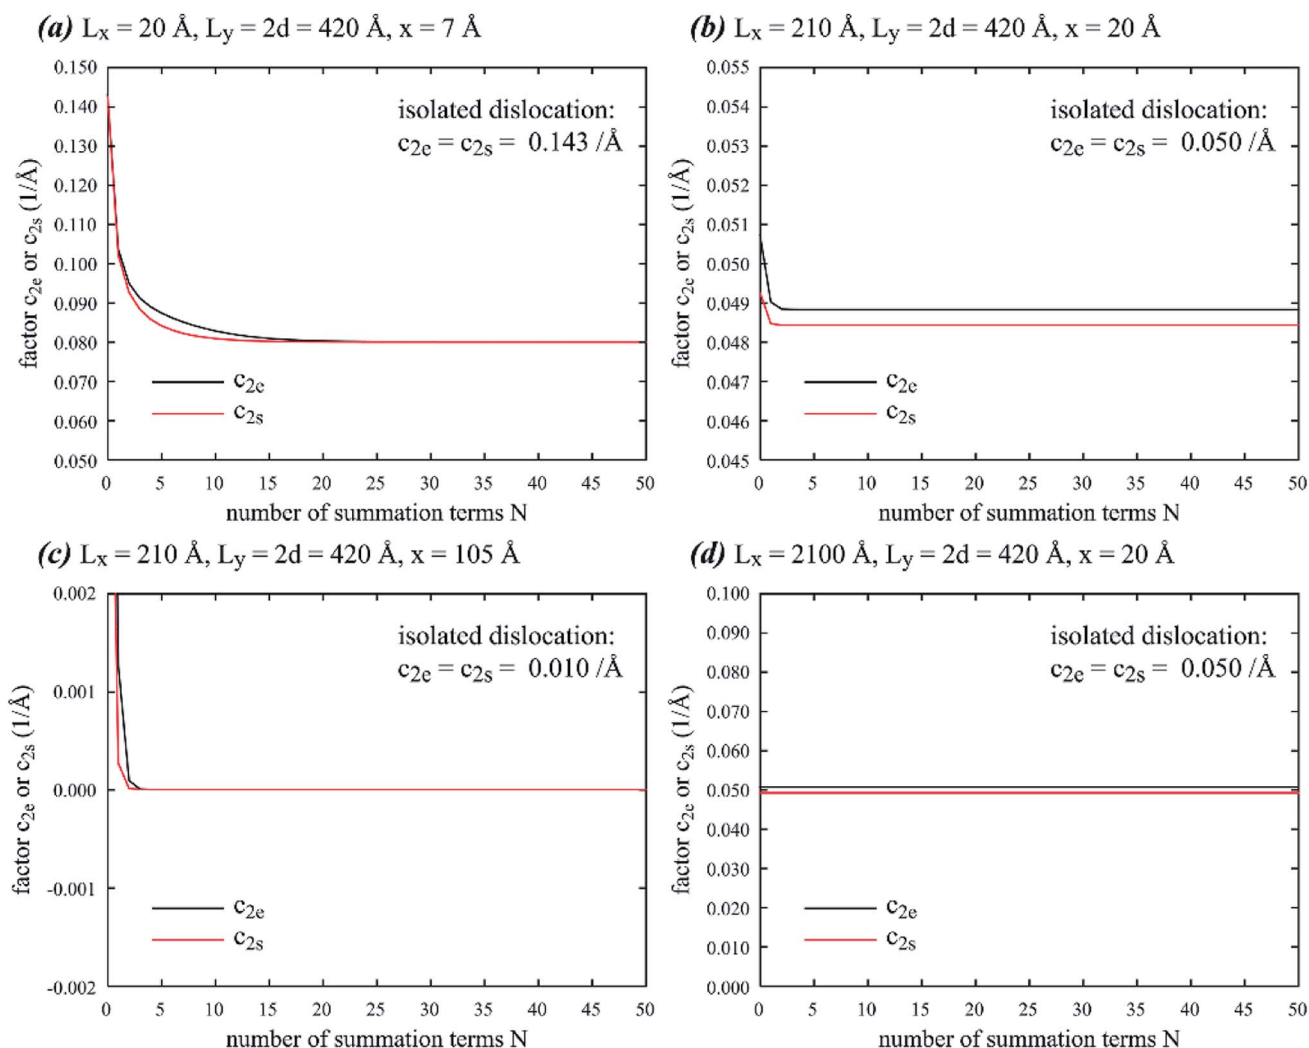 (a) Lx = 20 Å, Ly = 2d = 420 Å, x = 7 Å
factor c2e or c2s (1/Å)
0.150
0.140
0.130
0.120
0.110
0.100
0.090
0.080
0.070
0.060
0.050
isolated dislocation:
c2e = c2s = 0.143 /Å
c2e
c2s
0 5 10 15 20 25 30 35 40 45 50
number of summation terms N
(b) Lx = 210 Å, Ly = 2d = 420 Å, x = 20 Å
factor c2e or c2s (1/Å)
0.055
0.054
0.053
0.052
0.051
0.050
0.049
0.048
0.047
0.046
0.045
isolated dislocation:
c2e = c2s = 0.050 /Å
c2e
c2s
0 5 10 15 20 25 30 35 40 45 50
number of summation terms N
(c) Lx = 210 Å, Ly = 2d = 420 Å, x = 105 Å
factor c2e or c2s (1/Å)
0.002
0.001
0.000
-0.001
-0.002
isolated dislocation:
c2e = c2s = 0.010 /Å
c2e
c2s
0 5 10 15 20 25 30 35 40 45 50
number of summation terms N
(d) Lx = 2100 Å, Ly = 2d = 420 Å, x = 20 Å
factor c2e or c2s (1/Å)
0.100
0.090
0.080
0.070
0.060
0.050
0.040
0.030
0.020
0.010
0.000
isolated dislocation:
c2e = c2s = 0.050 /Å
c2e
c2s
0 5 10 15 20 25 30 35 40 45 50
number of summation terms N